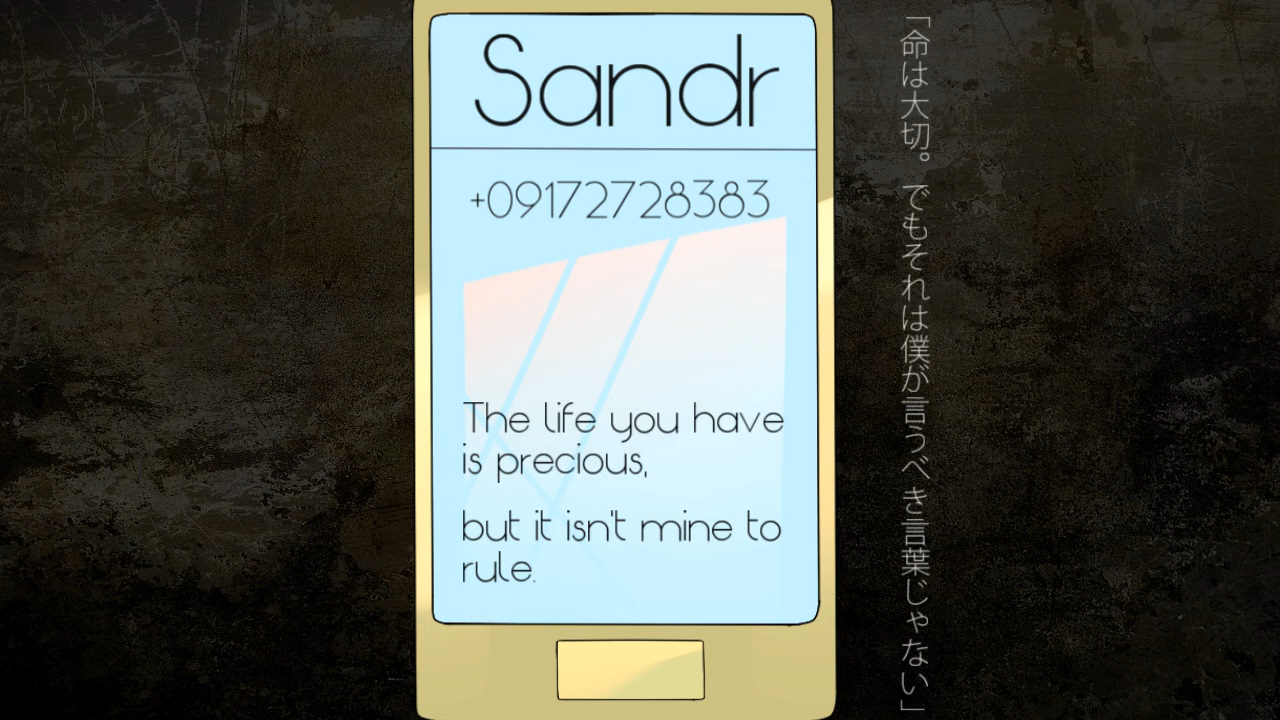 Sandr
+09172728383
The life you have
is precious,
but it isn't mine to
rule.
「命は大切。でもそれは僕が言うべき言葉じゃない」